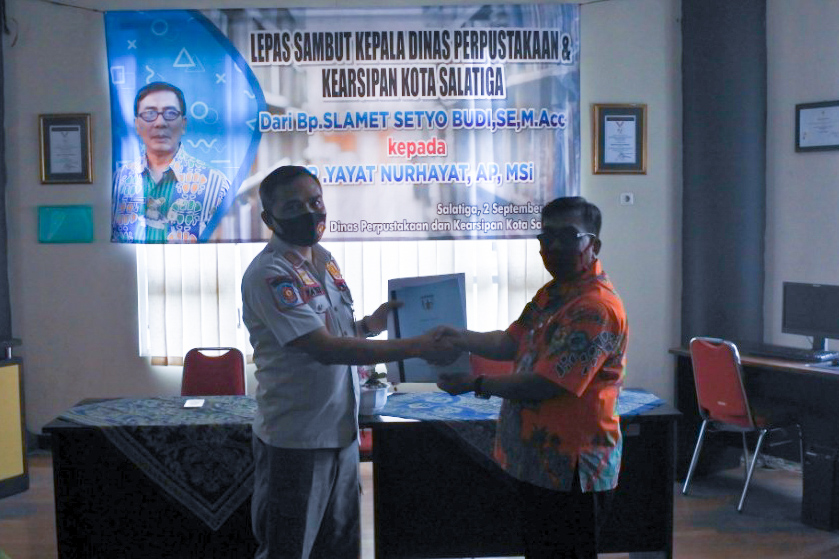 LEPAS SAMBUT KEPALA DINAS PERPUSTAKAAN &
KEARSIPAN KOTA SALATIGA
Dari Bp.SLAMET SETYO BUDI,SE,M.Acc
kepada
.YAYAT NURHAYAT, AP, MSi
Salatiga, 2 September
Dinas Perpustakaan dan Kearsipan Kota